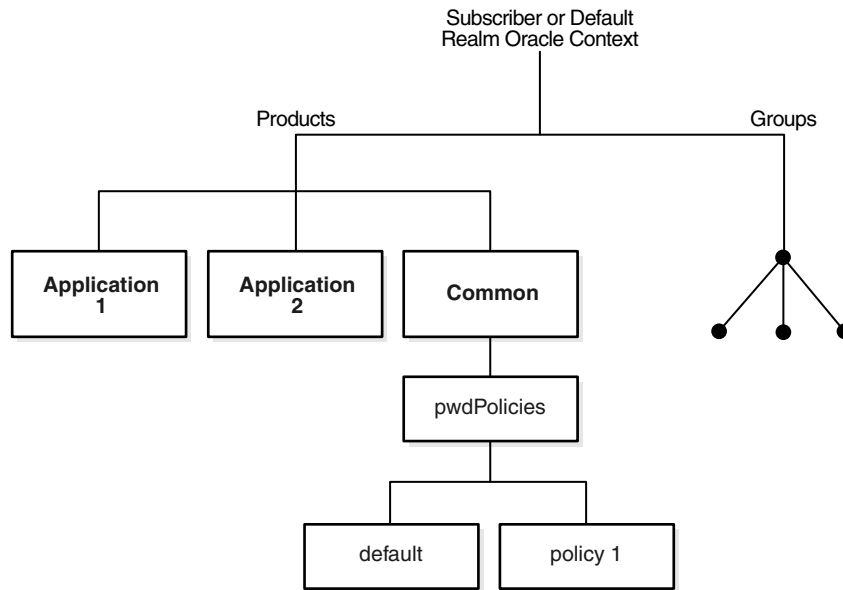 Subscriber or Default
Realm Oracle Context
Products
Groups
Application
1
Application
2
Common
pwdPolicies
default
policy 1